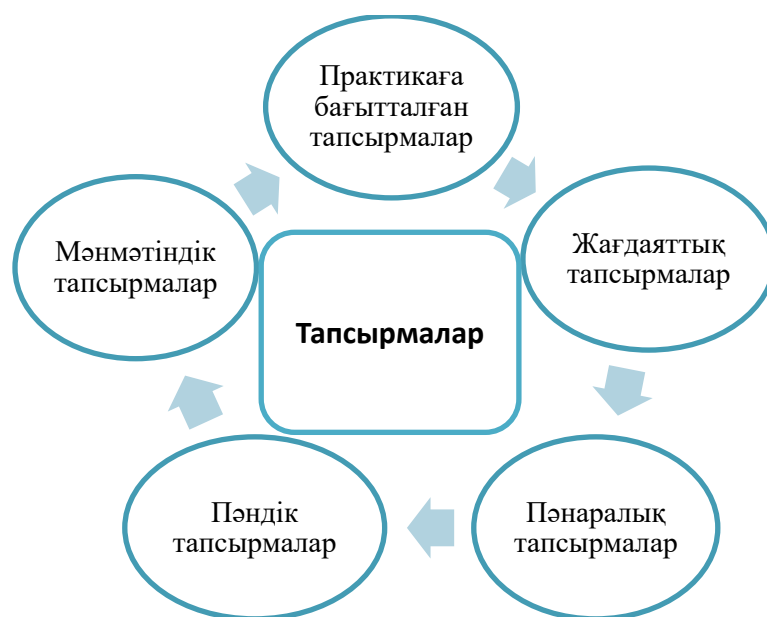 Практикаға
бағытталған
тапсырмалар
Мәнмәтіндік
тапсырмалар
Жағдаяттық
тапсырмалар
Тапсырмалар
Пәндік
тапсырмалар
Пәнаралық
тапсырмалар